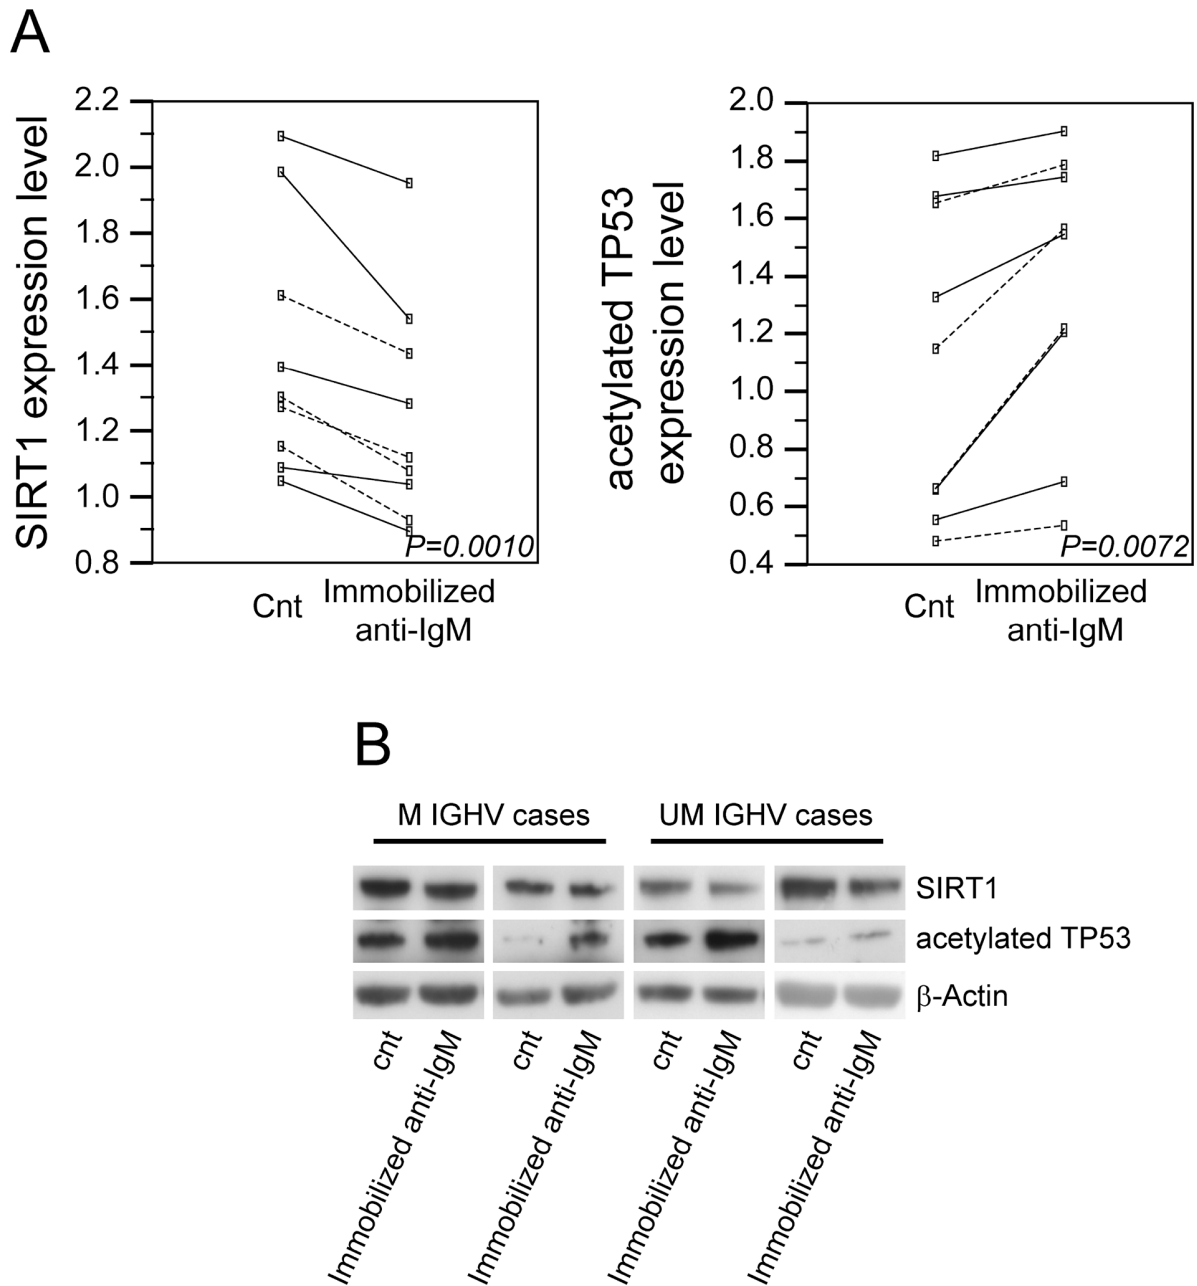 A
SIRT1 expression level
2.2
2.0
1.8
1.6
1.4
1.2
1.0
0.8
P=0.0010
Cnt
Immobilized
anti-IgM
acetylated TP53
expression level
2.0
1.8
1.6
1.4
1.2
1.0
0.8
0.6
0.4
P=0.0072
Cnt
Immobilized
anti-IgM
B
M IGHV cases
UM IGHV cases
SIRT1
acetylated TP53
β-Actin
cnt
Immobilized anti-IgM
cnt
Immobilized anti-IgM
cnt
Immobilized anti-IgM
cnt
Immobilized anti-IgM